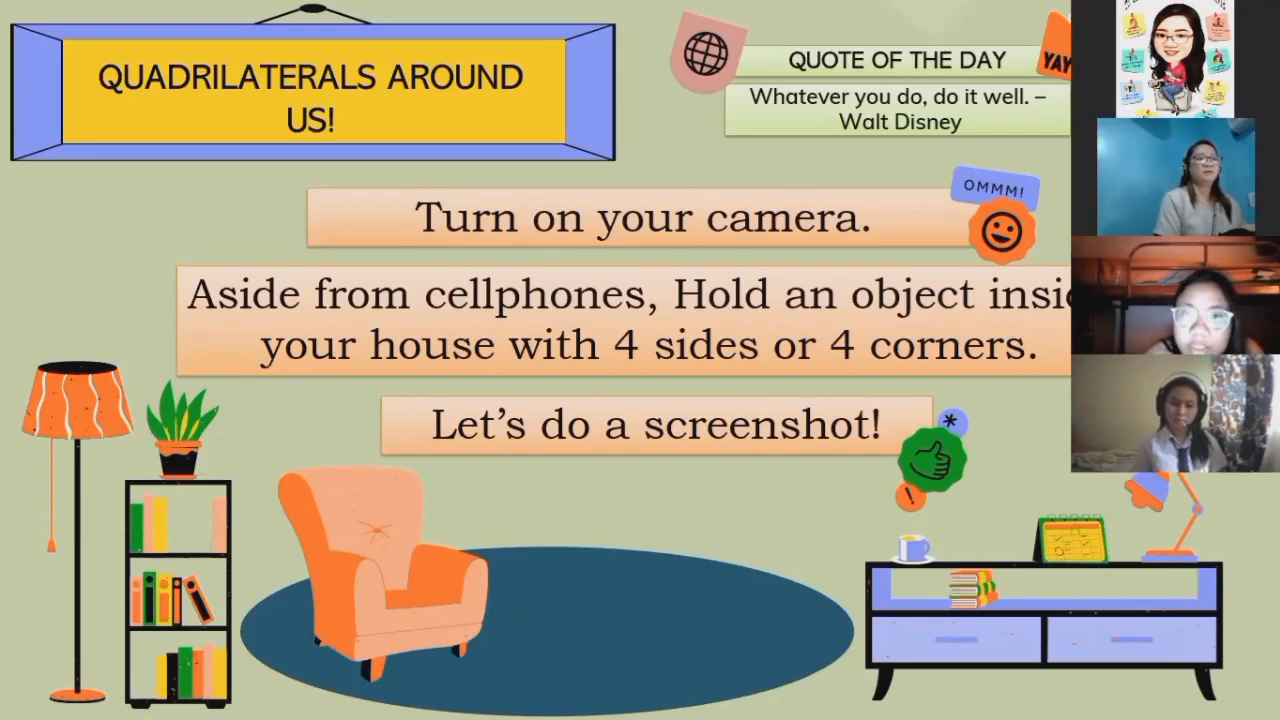 QUADRILATERALS AROUND
US!
QUOTE OF THE DAY
YAY
Whatever you do, do it well. –
Walt Disney
OMMM!
Turn on your camera.
Aside from cellphones, Hold an object
your house with 4 sides or 4 corners.
Let's do a screenshot!
*
!